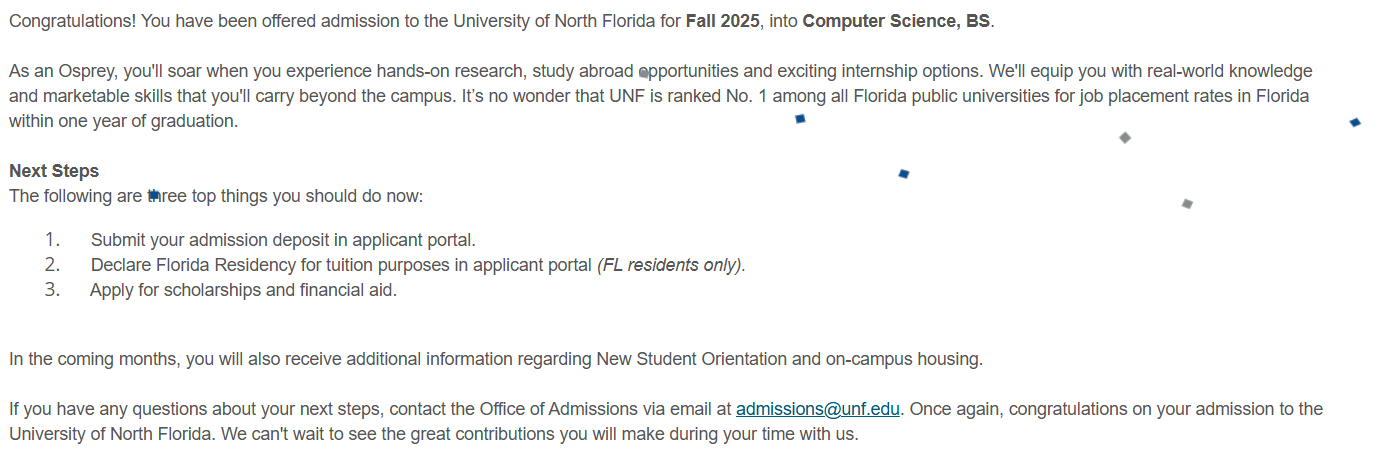 Congratulations! You have been offered admission to the University of North Florida for Fall 2025, into Computer Science, BS.
As an Osprey, you'll soar when you experience hands-on research, study abroad opportunities and exciting internship options. We'll equip you with real-world knowledge
and marketable skills that you'll carry beyond the campus. It’s no wonder that UNF is ranked No. 1 among all Florida public universities for job placement rates in Florida
within one year of graduation.
Next Steps
The following are three top things you should do now:
1. Submit your admission deposit in applicant portal.
2. Declare Florida Residency for tuition purposes in applicant portal (FL residents only).
3. Apply for scholarships and financial aid.
In the coming months, you will also receive additional information regarding New Student Orientation and on-campus housing.
If you have any questions about your next steps, contact the Office of Admissions via email at admissions@unf.edu. Once again, congratulations on your admission to the
University of North Florida. We can't wait to see the great contributions you will make during your time with us.